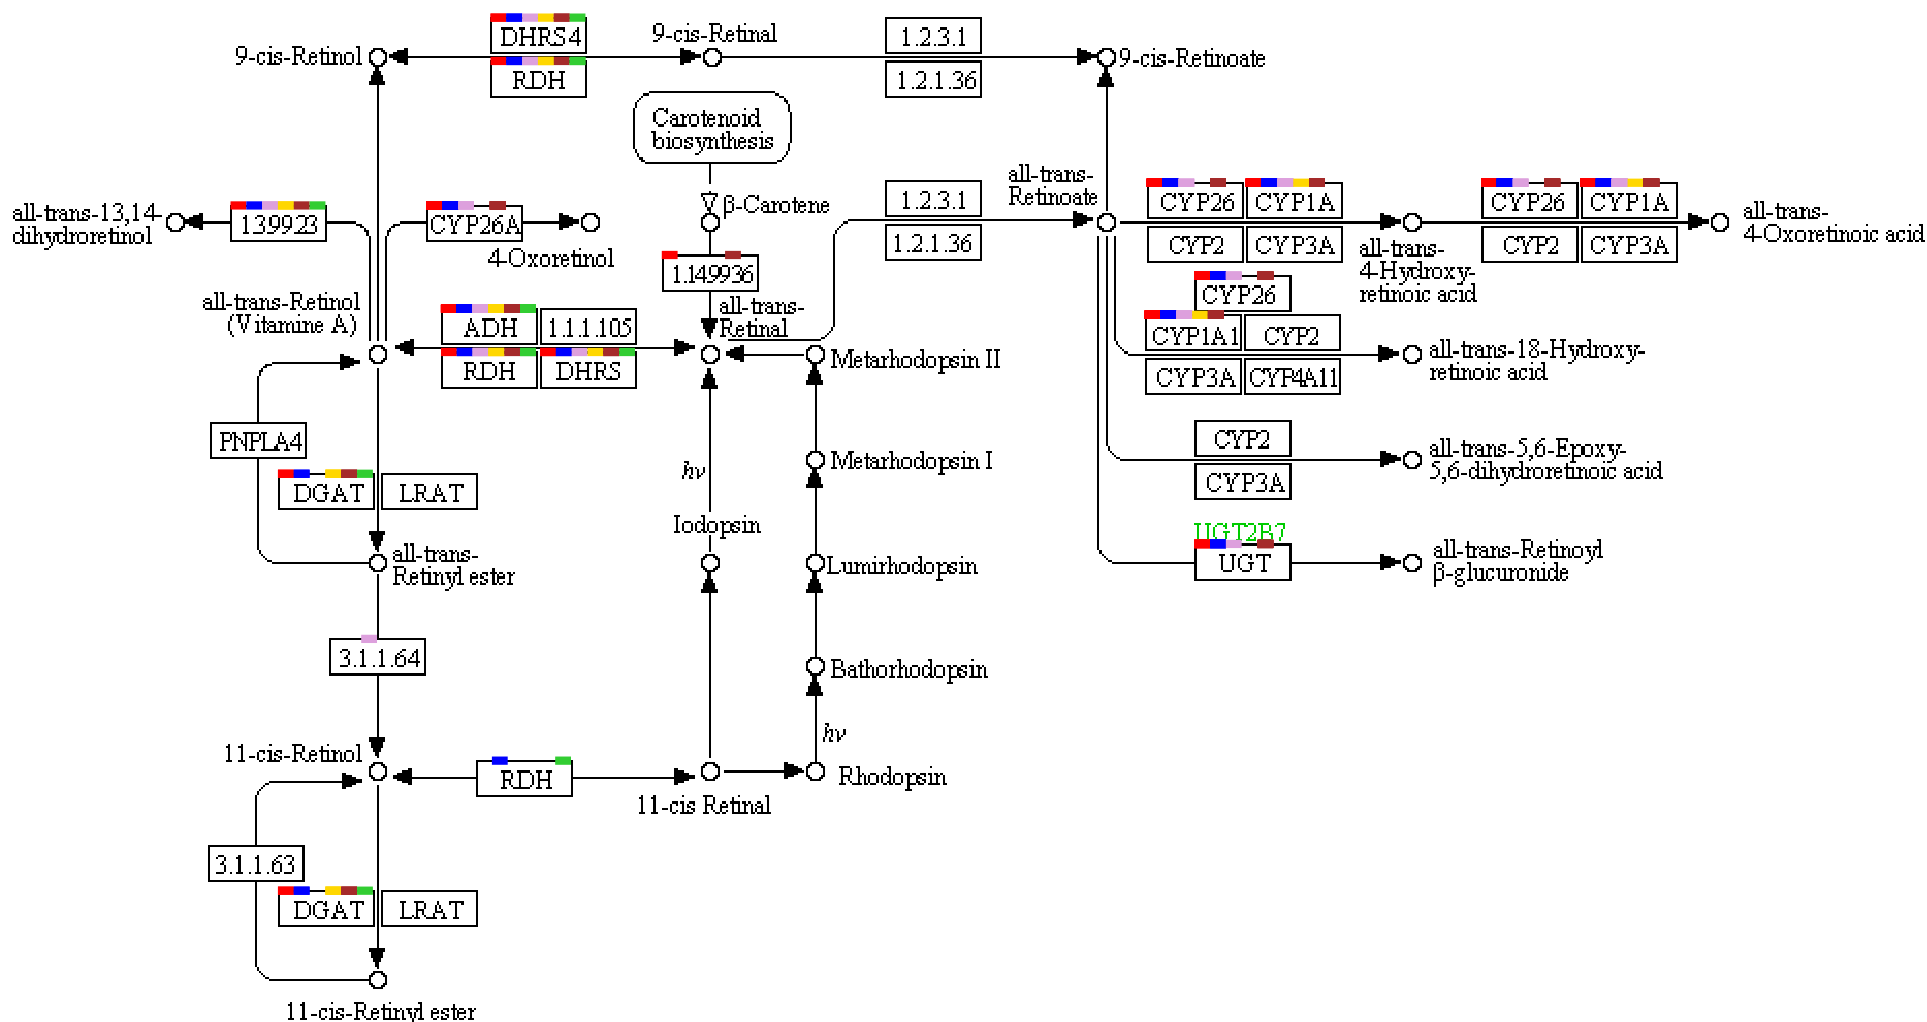 DHRS4
9-cis-Retinal
1.2.3.1
9-cis-Retinol
9-cis-Retinoate
RDH
1.2.1.36
Carotenoid
biosynthesis
all-trans-
Retinoate
1.2.3.1
CYP26
CYP1A
CYP26
CYP1A
β-Carotene
all-trans-13,14-
dihydroretinol
1.3.99.23
CYP26A
4-Oxoretinol
1.2.1.36
CYP2
CYP3A
all-trans-
4-Hydroxy-
retinoic acid
CYP2
CYP3A
all-trans-
4-Oxoretinoic acid
1.14.99.36
CYP26
all-trans-Retinol
(Vitamine A)
ADH
1.1.1.105
all-trans-
Retinal
CYP1A1
CYP2
RDH
DHRS
Metarhodopsin II
CYP3A
CYP4A11
all-trans-18-Hydroxy-
retinoic acid
PNPLA4
CYP2
hν
Metarhodopsin I
all-trans-5,6-Epoxy-
5,6-dihydroretinoic acid
DGAT
LRAT
CYP3A
Iodopsin
UGT2B7
all-trans-
Retinyl ester
Lumirhodopsin
UGT
all-trans-Retinoyl
β-glucuronide
3.1.1.64
Bathorhodopsin
hν
11-cis-Retinol
RDH
11-cis Retinal
Rhodopsin
3.1.1.63
DGAT
LRAT
11-cis-Retinyl ester